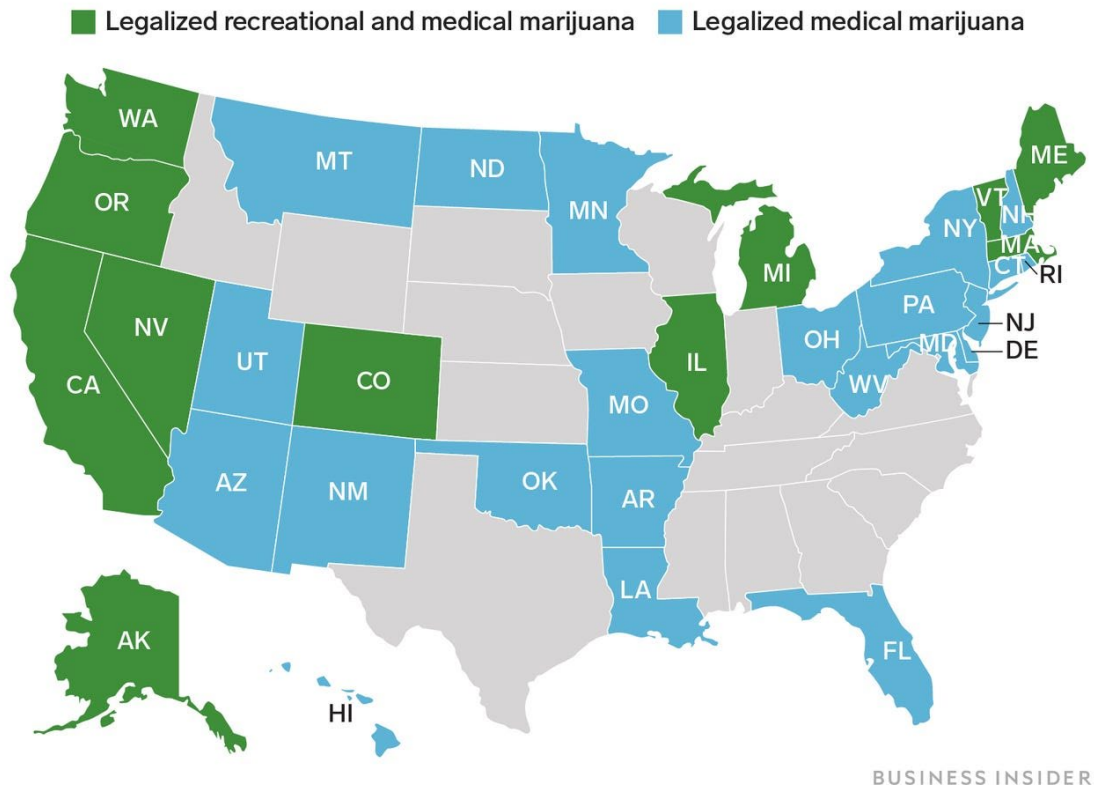 Legalized recreational and medical marijuana Legalized medical marijuana
WA
MT
ND
ME
OR
MN
VT
NH
NY
MA
MI
CT
RI
NV
PA
NJ
UT
IL
OH
MD
DE
CA
CO
WV
MO
AZ
NM
OK
AR
LA
AK
FL
HI
BUSINESS INSIDER